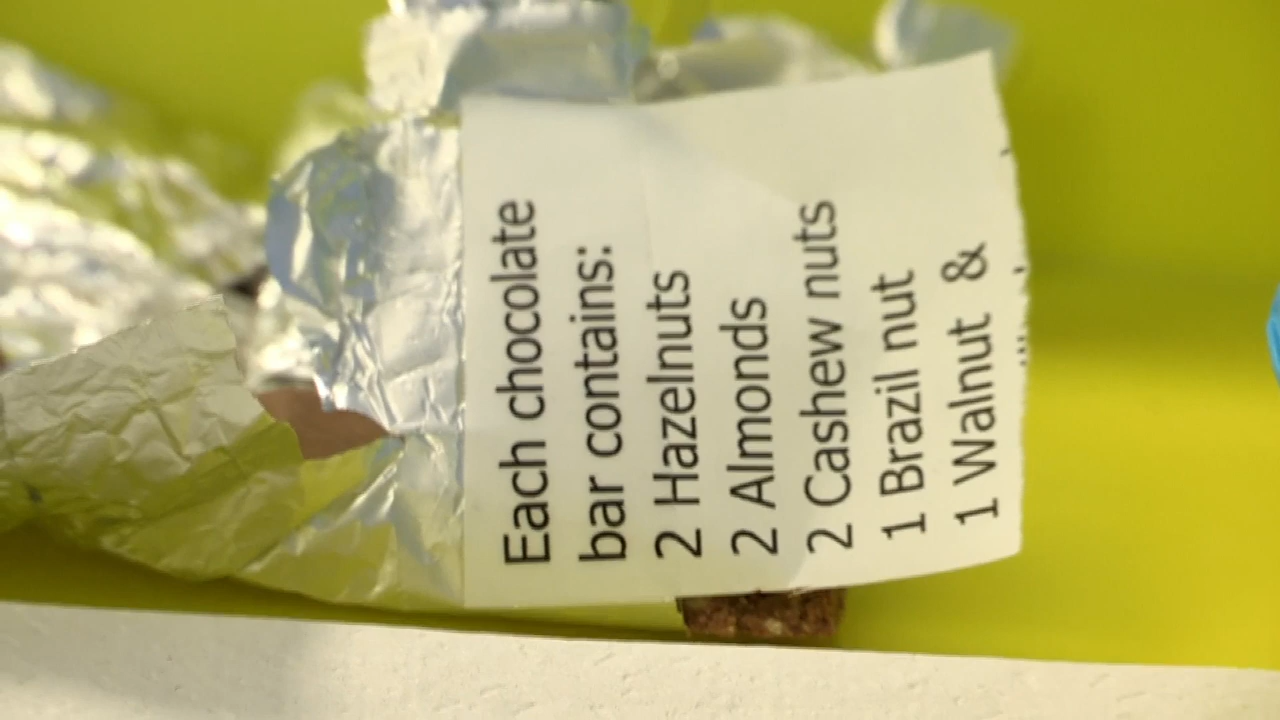 Each chocolate
bar contains:
2 Hazelnuts
2 Almonds
2 Cashew nuts
1 Brazil nut
1 Walnut &